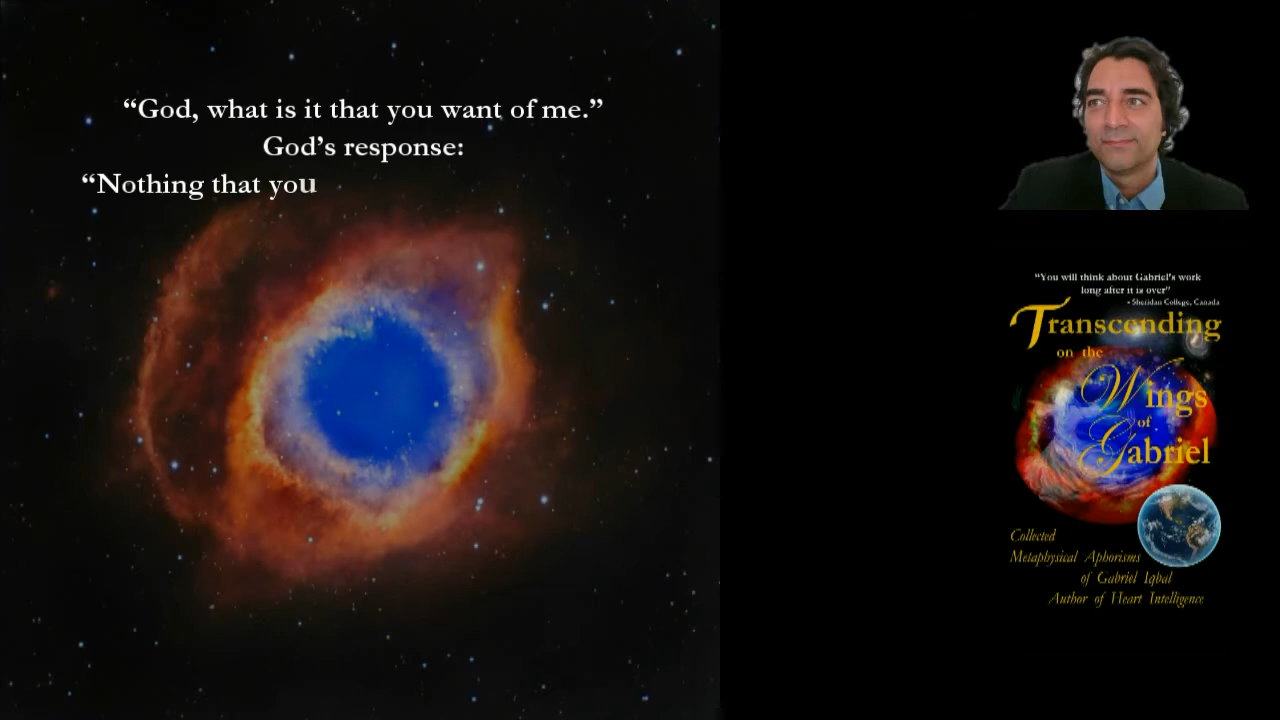 “God, what is it that you want of me.”
God’s response:
“Nothing that you
“You will think about Gabriel's work
long after it is over”
- Sheridan College, Canada
Transcending
on the
Wings
of
Gabriel
Collected
Metaphysical Aphorisms
of Gabriel Iqbal
Author of Heart Intelligence